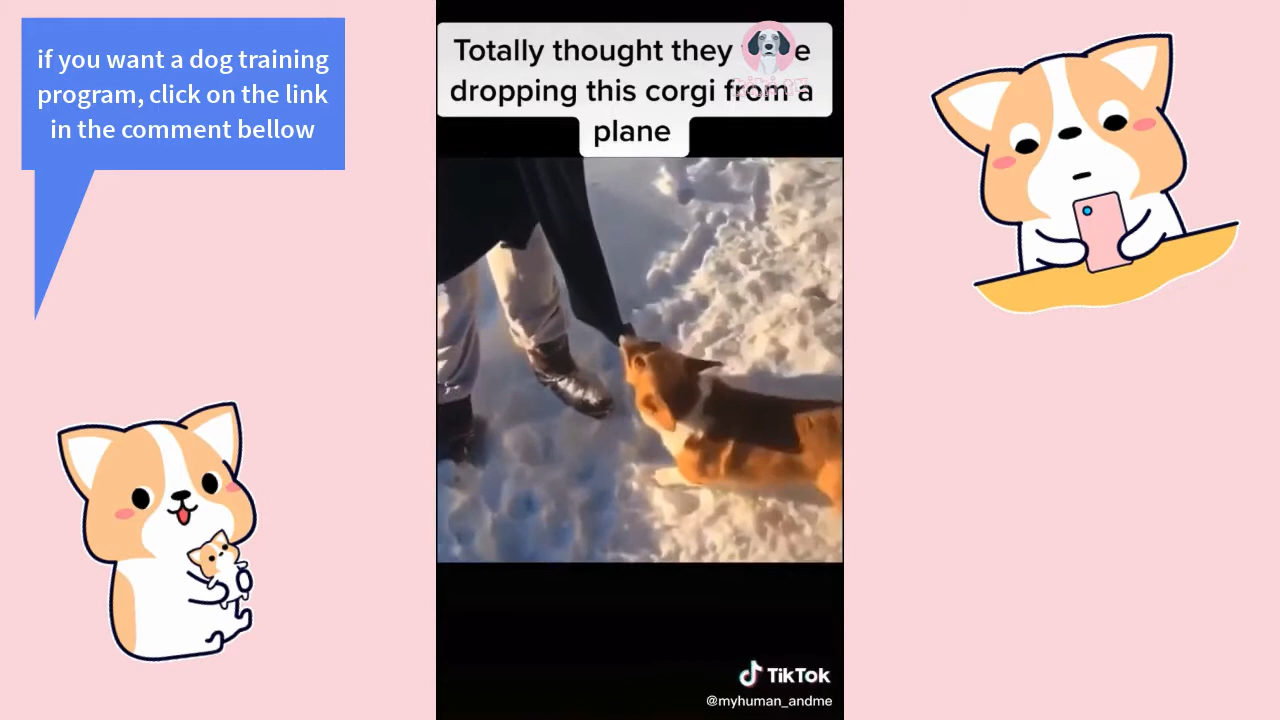 if you want a dog training
program, click on the link
in the comment bellow
Totally thought they e
dropping this corgi from a
plane
TikTok
@myhuman_andme